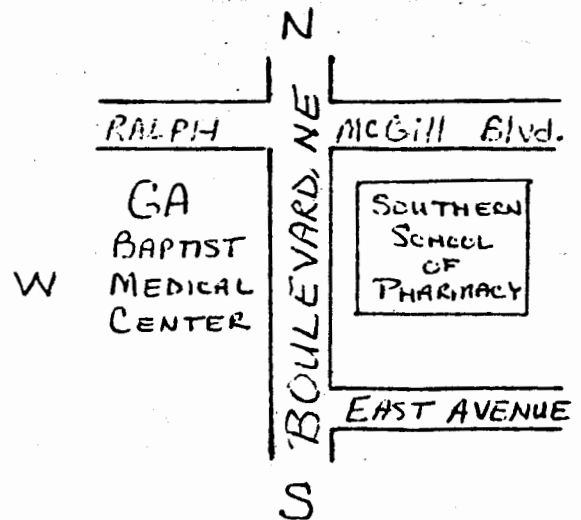 N
RALPH McGill Blvd.
BOULEVARD, NE
GA
BAPTIST
MEDICAL
CENTER
SOUTHERN
SCHOOL
OF
PHARMACY
W
EAST AVENUE
S